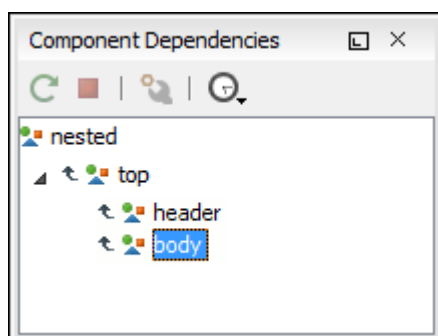 Component Dependencies
nested
top
header
body